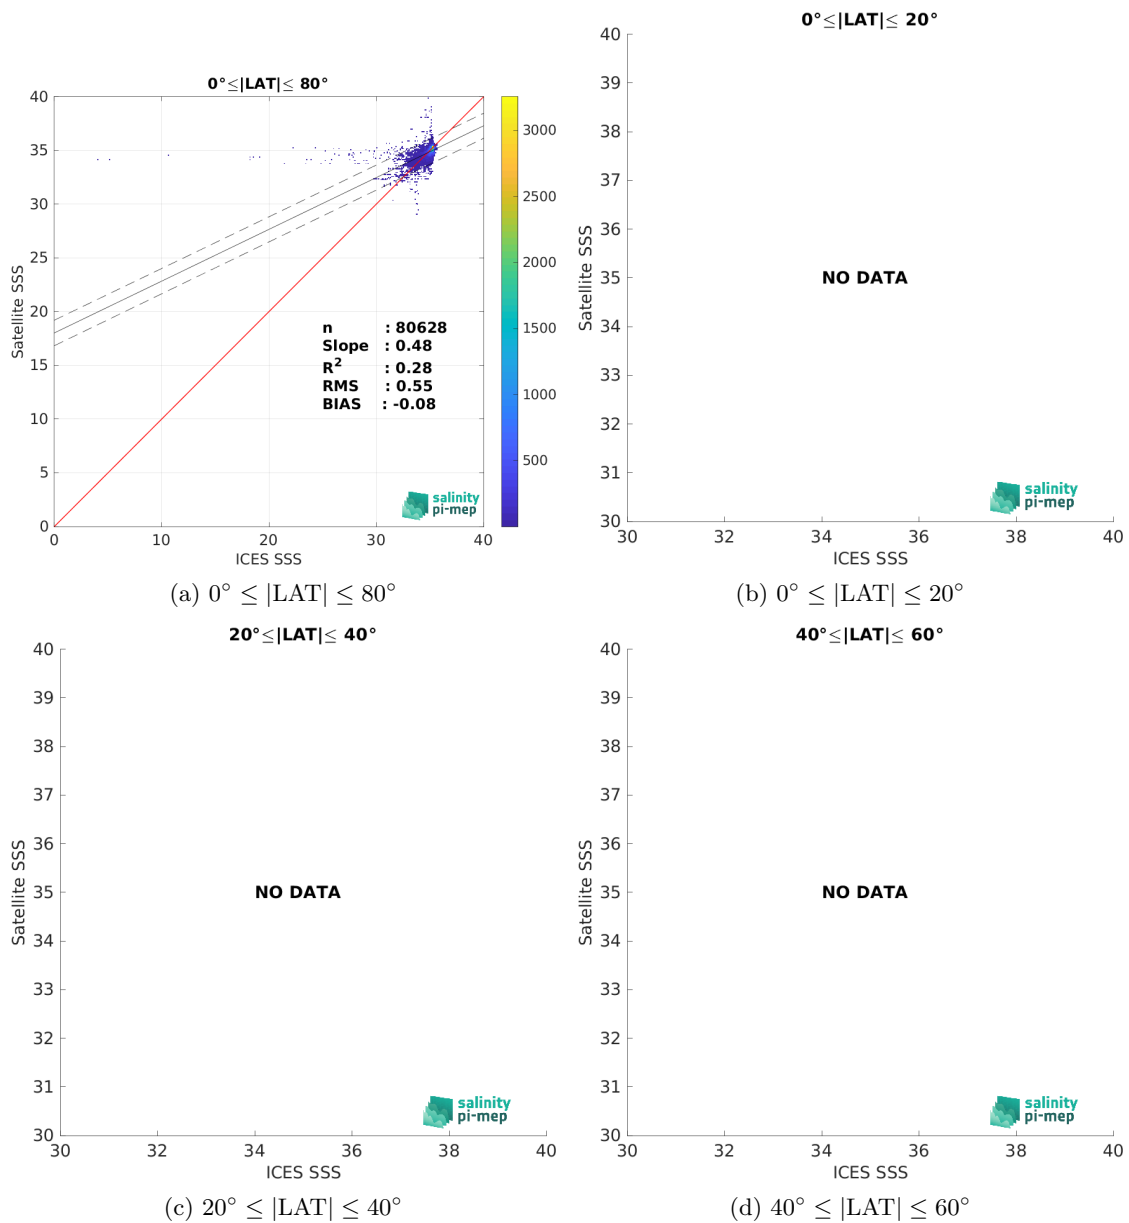 0°≤|LAT|≤ 80°
40
35
30
25
20
15
10
5
0
0
10
20
30
40
Satellite SSS
ICES SSS
n : 80628
Slope : 0.48
R² : 0.28
RMS : 0.55
BIAS : -0.08
salinity
pi-mep
3000
2500
2000
1500
1000
500
(a) 0° ≤ |LAT| ≤ 80°
0°≤|LAT|≤ 20°
40
39
38
37
36
35
34
33
32
31
30
30
32
34
36
38
40
Satellite SSS
ICES SSS
NO DATA
salinity
pi-mep
(b) 0° ≤ |LAT| ≤ 20°
20°≤|LAT|≤ 40°
40
39
38
37
36
35
34
33
32
31
30
30
32
34
36
38
40
Satellite SSS
ICES SSS
NO DATA
salinity
pi-mep
(c) 20° ≤ |LAT| ≤ 40°
40°≤|LAT|≤ 60°
40
39
38
37
36
35
34
33
32
31
30
30
32
34
36
38
40
Satellite SSS
ICES SSS
NO DATA
salinity
pi-mep
(d) 40° ≤ |LAT| ≤ 60°